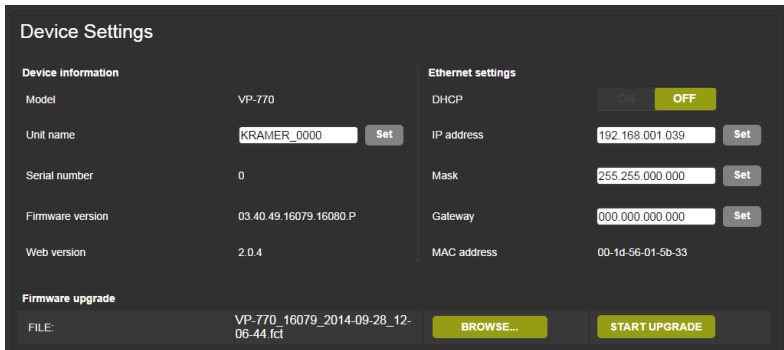 Device Settings
Device information
Ethernet settings
Model VP-770
DHCP ON OFF
Unit name KRAMER_0000 Set
IP address 192.168.001.039 Set
Serial number 0
Mask 255.255.000.000 Set
Firmware version 03.40.49.16079.16080.P
Gateway 000.000.000.000 Set
Web version 2.0.4
MAC address 00-1d-56-01-5b-33
Firmware upgrade
FILE: VP-770_16079_2014-09-28_12-
06-44.fct
BROWSE... START UPGRADE